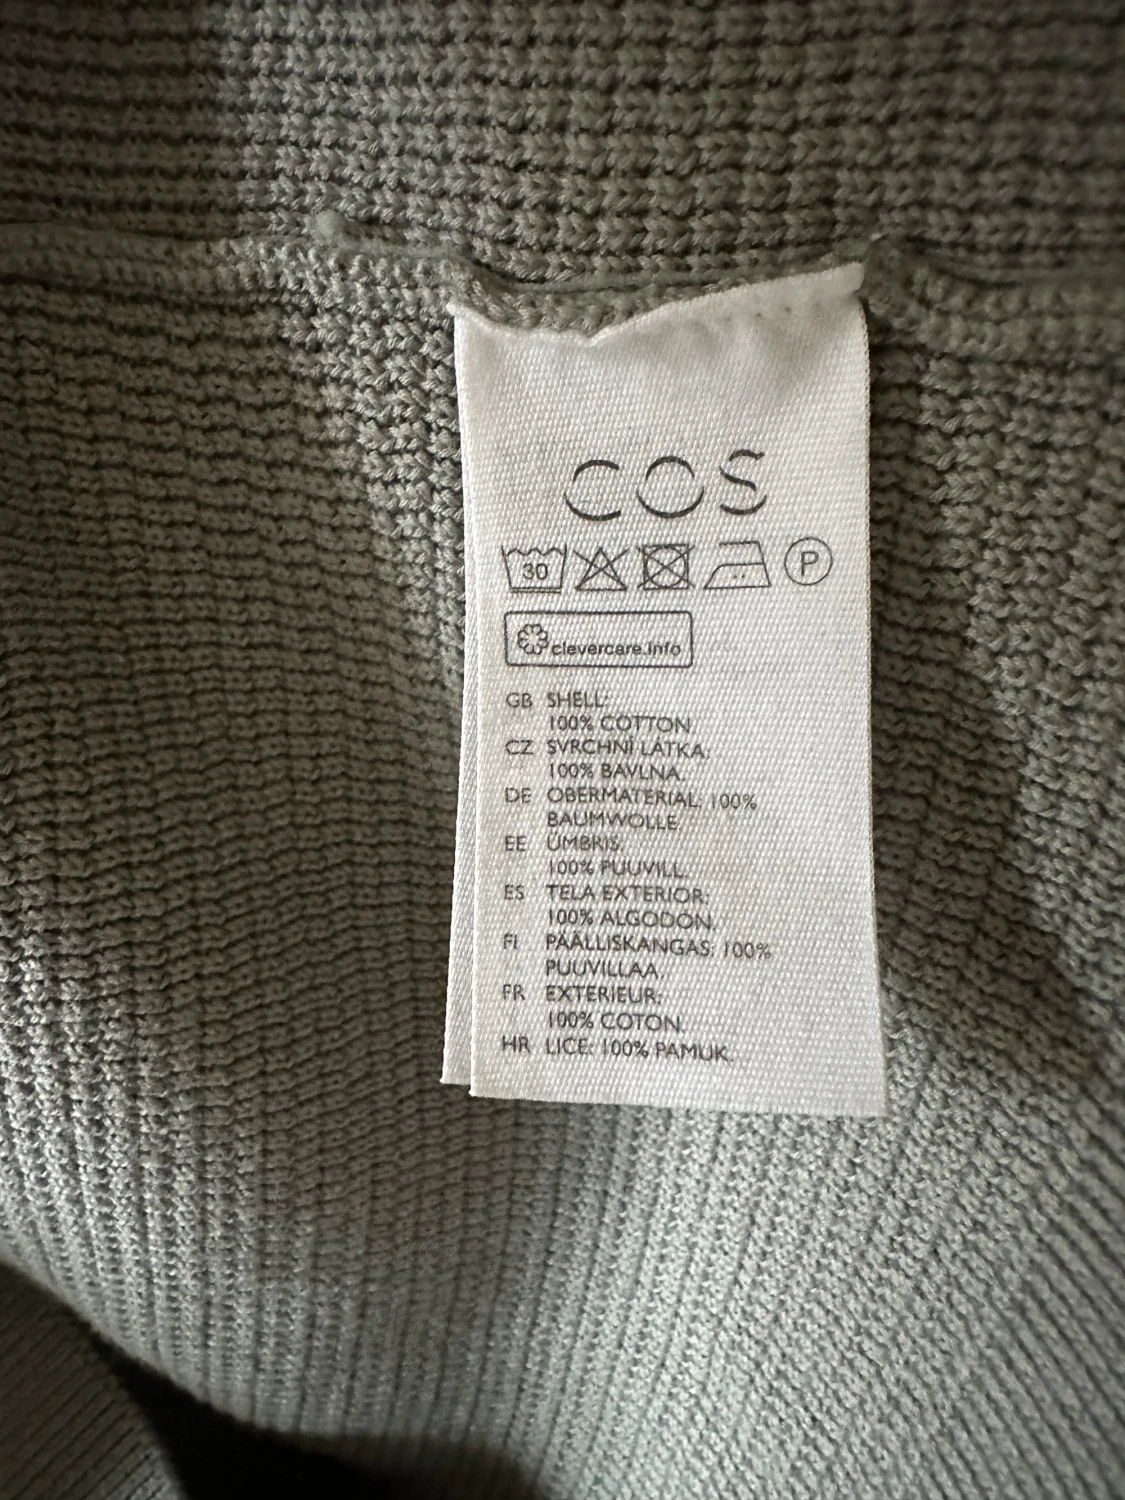 COS
30 P
clevercare.info
GB SHELL:
100% COTTON.
CZ SVRCHNÍ LÁTKA:
100% BAVLNA.
DE OBERMATERIAL: 100%
BAUMWOLLE.
EE ÜMBRIS:
100% PUUVILL.
ES TELA EXTERIOR:
100% ALGODÓN.
FI PÄÄLLISKANGAS: 100%
PUUVILLAA.
FR EXTERIEUR:
100% COTON.
HR LICE: 100% PAMUK.